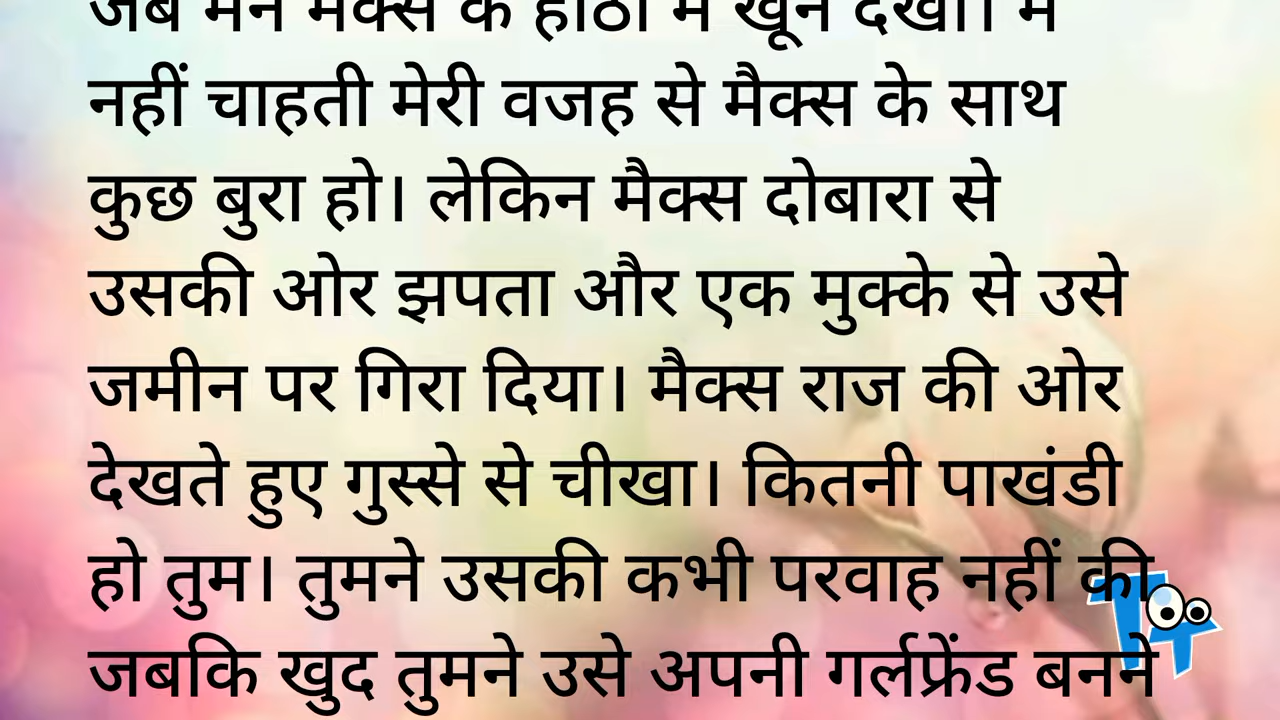 जब मैंने मैक्स के होंठों में खून देखा। मैं
नहीं चाहती मेरी वजह से मैक्स के साथ
कुछ बुरा हो। लेकिन मैक्स दोबारा से
उसकी ओर झपता और एक मुक्के से उसे
जमीन पर गिरा दिया। मैक्स राज की ओर
देखते हुए गुस्से से चीखा। कितनी पाखंडी
हो तुम। तुमने उसकी कभी परवाह नहीं की
जबकि खुद तुमने उसे अपनी गर्लफ्रेंड बनने